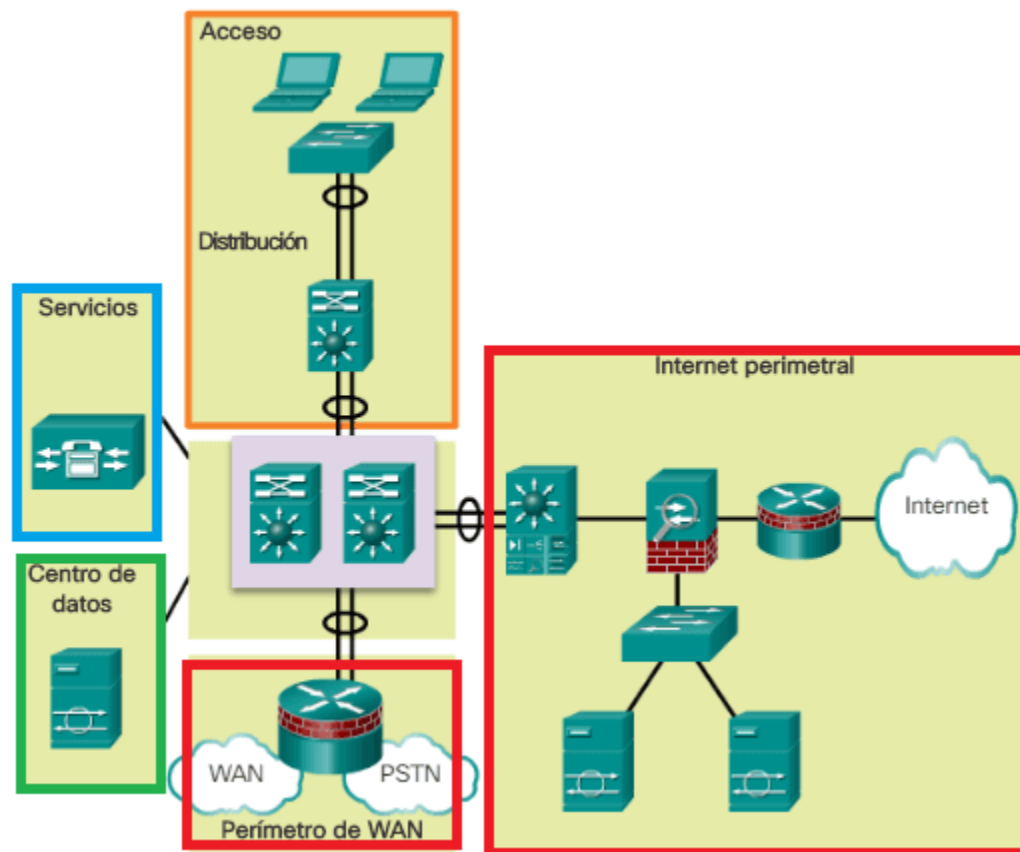 Acceso
Distribución
Servicios
Internet perimetral
Internet
Centro de
datos
WAN
PSTN
Perímetro de WAN